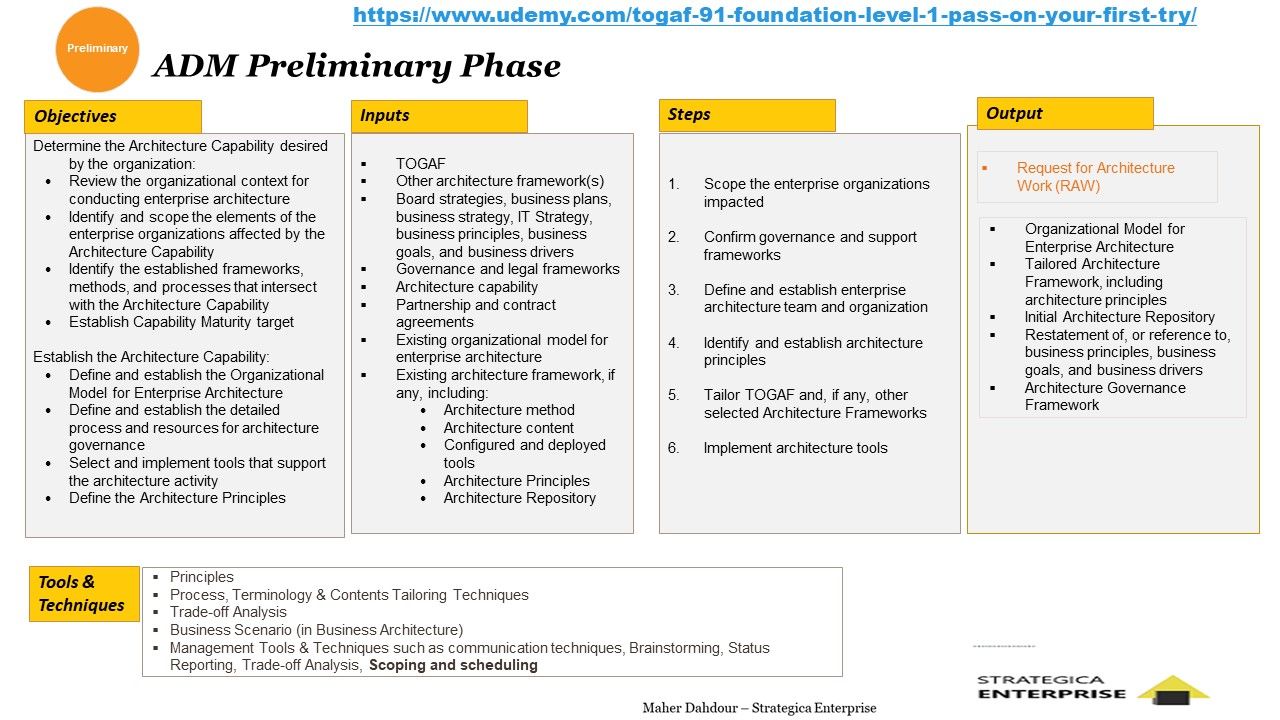 https://www.udemy.com/togaf-91-foundation-level-1-pass-on-your-first-try/
Preliminary
ADM Preliminary Phase
Objectives
Determine the Architecture Capability desired
by the organization:
• Review the organizational context for
conducting enterprise architecture
• Identify and scope the elements of the
enterprise organizations affected by the
Architecture Capability
• Identify the established frameworks,
methods, and processes that intersect
with the Architecture Capability
• Establish Capability Maturity target
Establish the Architecture Capability:
• Define and establish the Organizational
Model for Enterprise Architecture
• Define and establish the detailed
process and resources for architecture
governance
• Select and implement tools that support
the architecture activity
• Define the Architecture Principles
Inputs
▪ TOGAF
▪ Other architecture framework(s)
▪ Board strategies, business plans,
business strategy, IT Strategy,
business principles, business
goals, and business drivers
▪ Governance and legal frameworks
▪ Architecture capability
▪ Partnership and contract
agreements
▪ Existing organizational model for
enterprise architecture
▪ Existing architecture framework, if
any, including:
• Architecture method
• Architecture content
• Configured and deployed
tools
• Architecture Principles
• Architecture Repository
Steps
1. Scope the enterprise organizations
impacted
2. Confirm governance and support
frameworks
3. Define and establish enterprise
architecture team and organization
4. Identify and establish architecture
principles
5. Tailor TOGAF and, if any, other
selected Architecture Frameworks
6. Implement architecture tools
Output
▪ Request for Architecture
Work (RAW)
▪ Organizational Model for
Enterprise Architecture
▪ Tailored Architecture
Framework, including
architecture principles
▪ Initial Architecture Repository
▪ Restatement of, or reference to,
business principles, business
goals, and business drivers
▪ Architecture Governance
Framework
Tools &
Techniques
▪ Principles
▪ Process, Terminology & Contents Tailoring Techniques
▪ Trade-off Analysis
▪ Business Scenario (in Business Architecture)
▪ Management Tools & Techniques such as communication techniques, Brainstorming, Status
Reporting, Trade-off Analysis, Scoping and scheduling
STRATEGICA
ENTERPRISE
Maher Dahdour – Strategica Enterprise